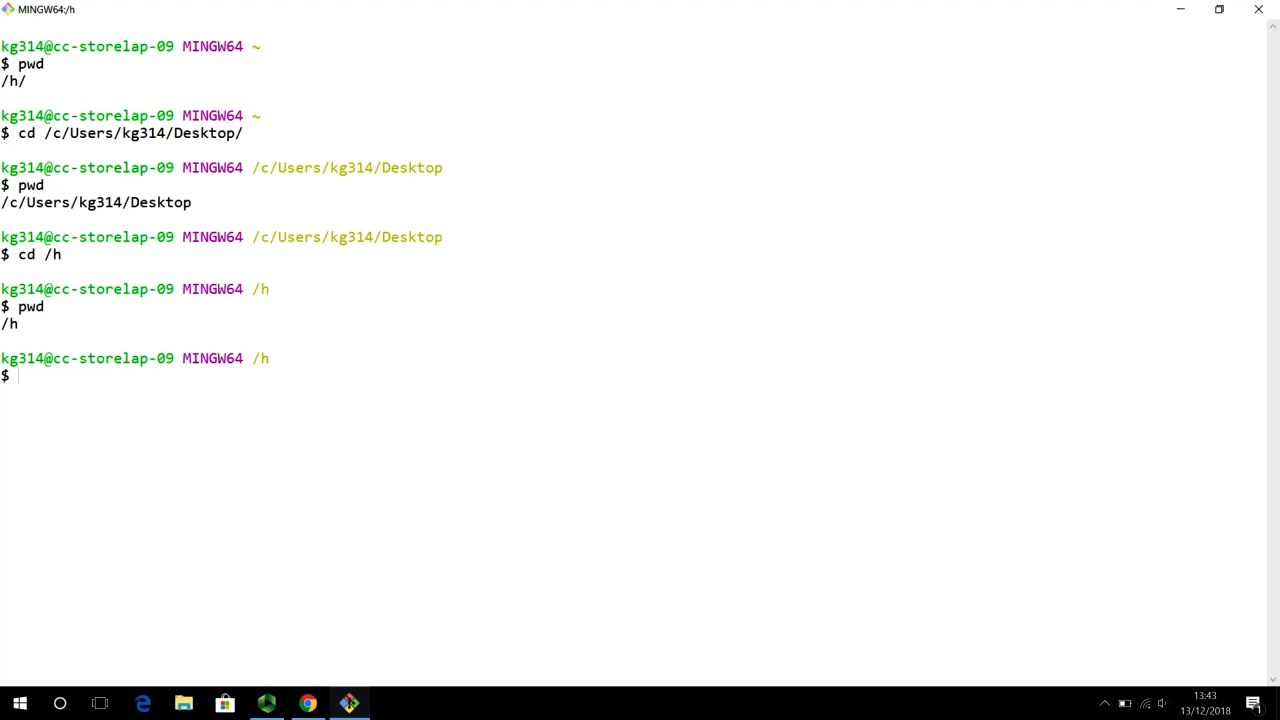 MINGW64:/h
kg314@cc-storelap-09 MINGW64 ~
$ pwd
/h/
kg314@cc-storelap-09 MINGW64 ~
$ cd /c/Users/kg314/Desktop/
kg314@cc-storelap-09 MINGW64 /c/Users/kg314/Desktop
$ pwd
/c/Users/kg314/Desktop
kg314@cc-storelap-09 MINGW64 /c/Users/kg314/Desktop
$ cd /h
kg314@cc-storelap-09 MINGW64 /h
$ pwd
/h
kg314@cc-storelap-09 MINGW64 /h
$
13:43
13/12/2018
1